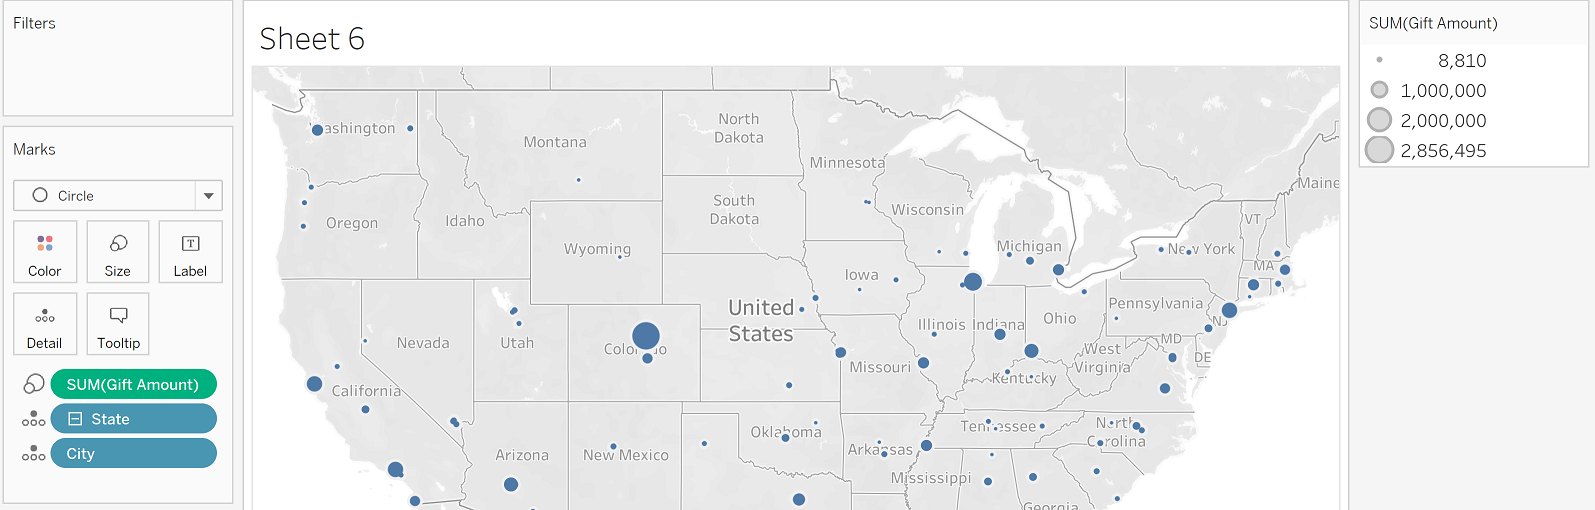 Filters
Marks
Circle
Color
Size
Label
Detail
Tooltip
SUM(Gift Amount)
State
City
Sheet 6
ashington
Montana
North
Dakota
Minnesota
Maine
Oregon
Idaho
South
Dakota
Wisconsin
VT
Wyoming
Michigan
New York
MA
Iowa
United
States
Pennsylvania
Nevada
Utah
Illinois
Indiana
Ohio
NJ
MD
DE
Missouri
West
Virginia
California
Kentucky
Arizona
New Mexico
Oklahoma
Arkansas
Tennessee
North
Carolina
Mississippi
Georgia
SUM(Gift Amount)
8,810
1,000,000
2,000,000
2,856,495